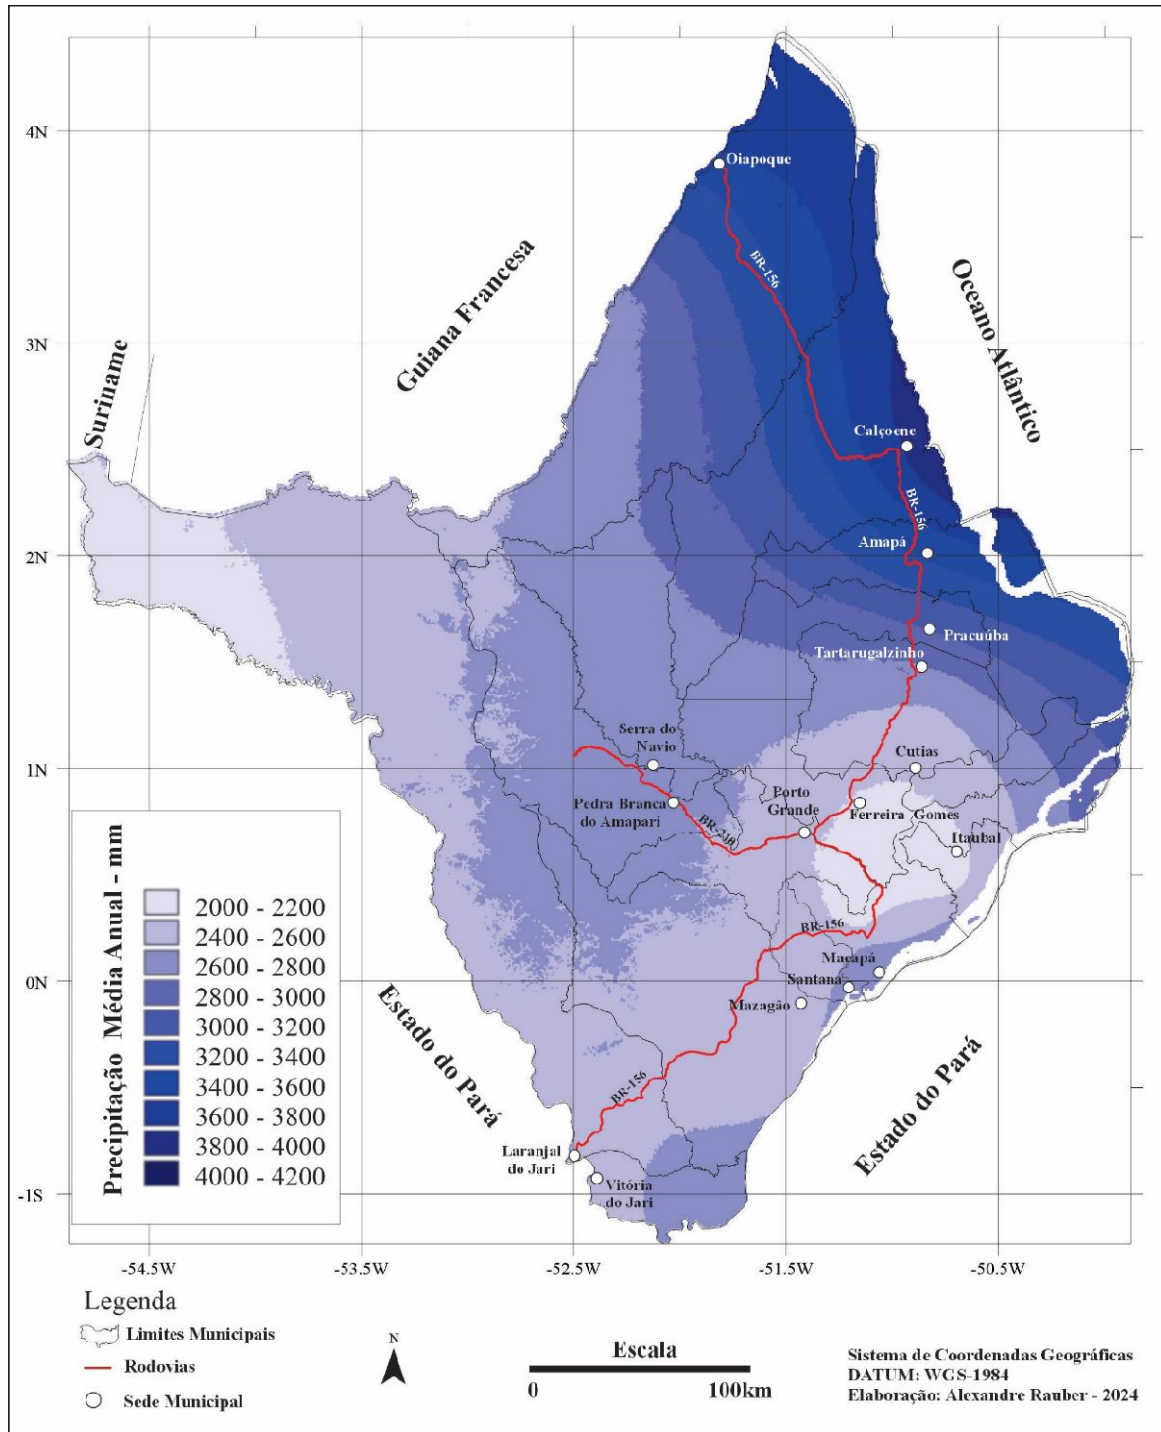 4N
Oiapoque
BR-156
3N
Guiana Francesa
Oceano Atlântico
Suriname
Calçoene
BR-156
Amapá
2N
Pracuúba
Tartarugalzinho
Serra do
Navio
Cutias
1N
Pedra Branca
do Amapari
Porto
Grande
Ferreira Gomes
BR-210
Itaubal
BR-156
Macapá
Santana
0N
Mazagão
Estado do Pará
Estado do Pará
BR-156
Laranjal
do Jari
Vitória
do Jari
-1S
Precipitação Média Anual - mm
2000 - 2200
2400 - 2600
2600 - 2800
2800 - 3000
3000 - 3200
3200 - 3400
3400 - 3600
3600 - 3800
3800 - 4000
4000 - 4200
-54.5W
-53.5W
-52.5W
-51.5W
-50.5W
Legenda
Limites Municipais
Rodovias
Sede Municipal
N
Escala
0
100km
Sistema de Coordenadas Geográficas
DATUM: WGS-1984
Elaboração: Alexandre Rauber - 2024